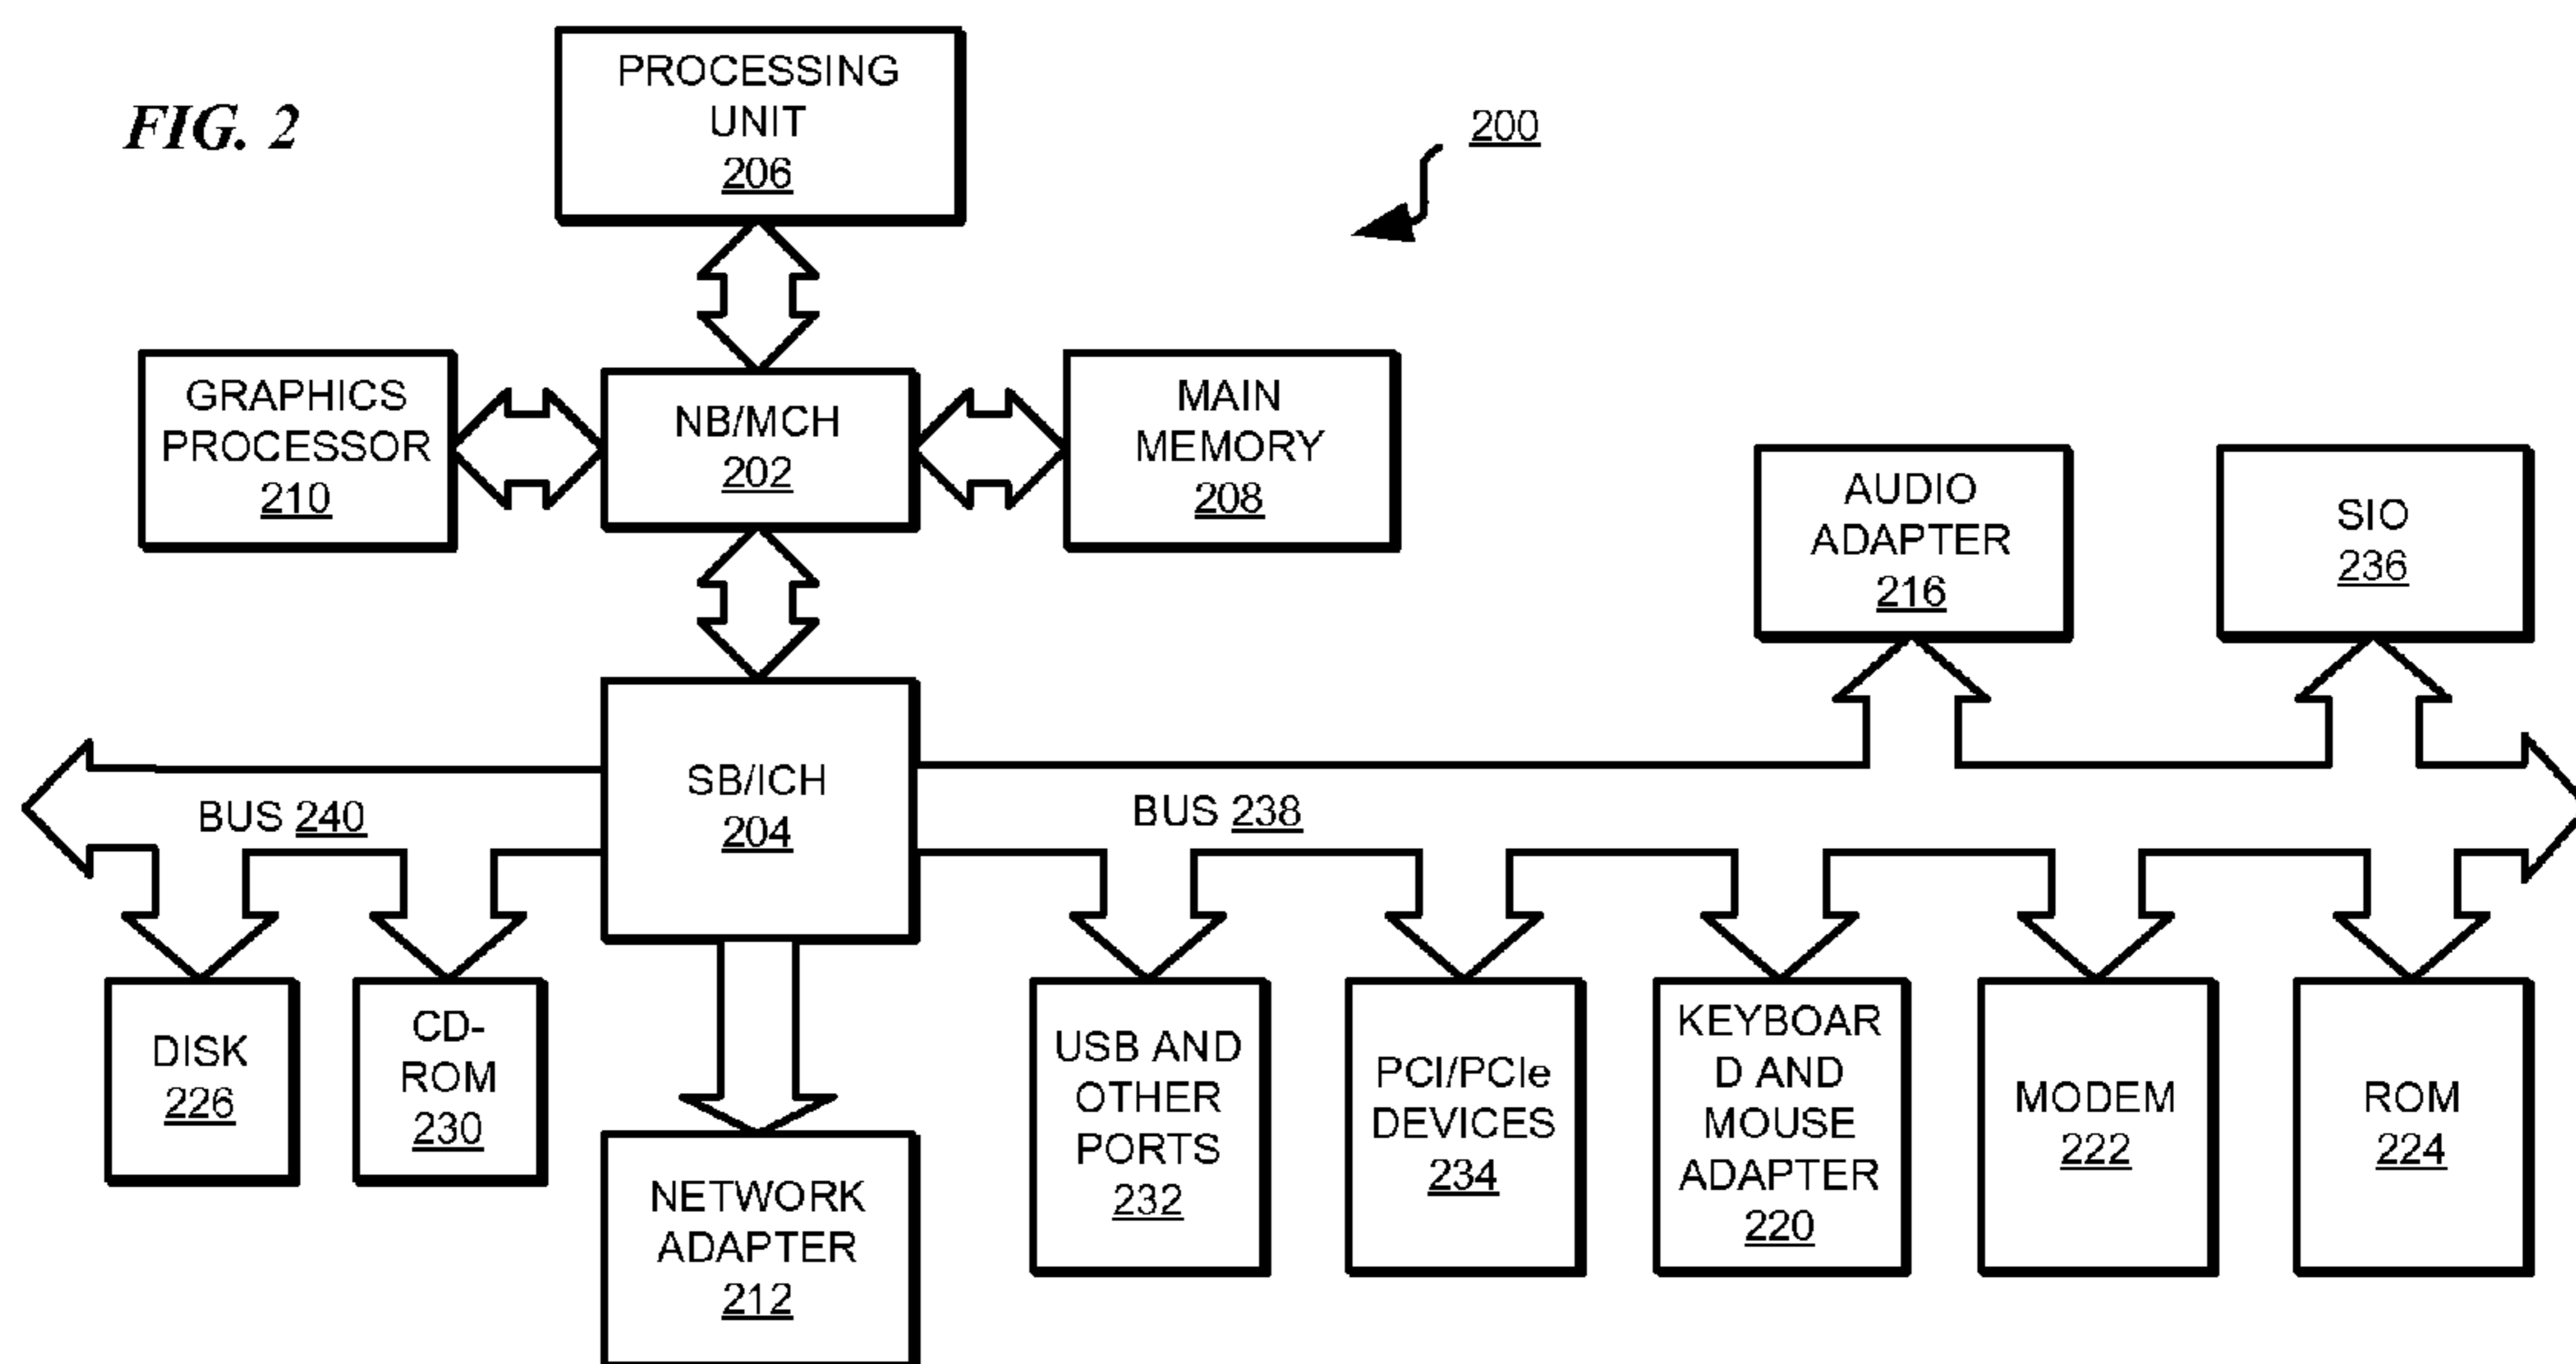 FIG. 2
PROCESSING
UNIT
206
200
GRAPHICS
PROCESSOR
210
NB/MCH
202
MAIN
MEMORY
208
AUDIO
ADAPTER
216
SIO
236
SB/ICH
204
BUS 240
BUS 238
DISK
226
CD-
ROM
230
NETWORK
ADAPTER
212
USB AND
OTHER
PORTS
232
PCI/PCIe
DEVICES
234
KEYBOAR
D AND
MOUSE
ADAPTER
220
MODEM
222
ROM
224